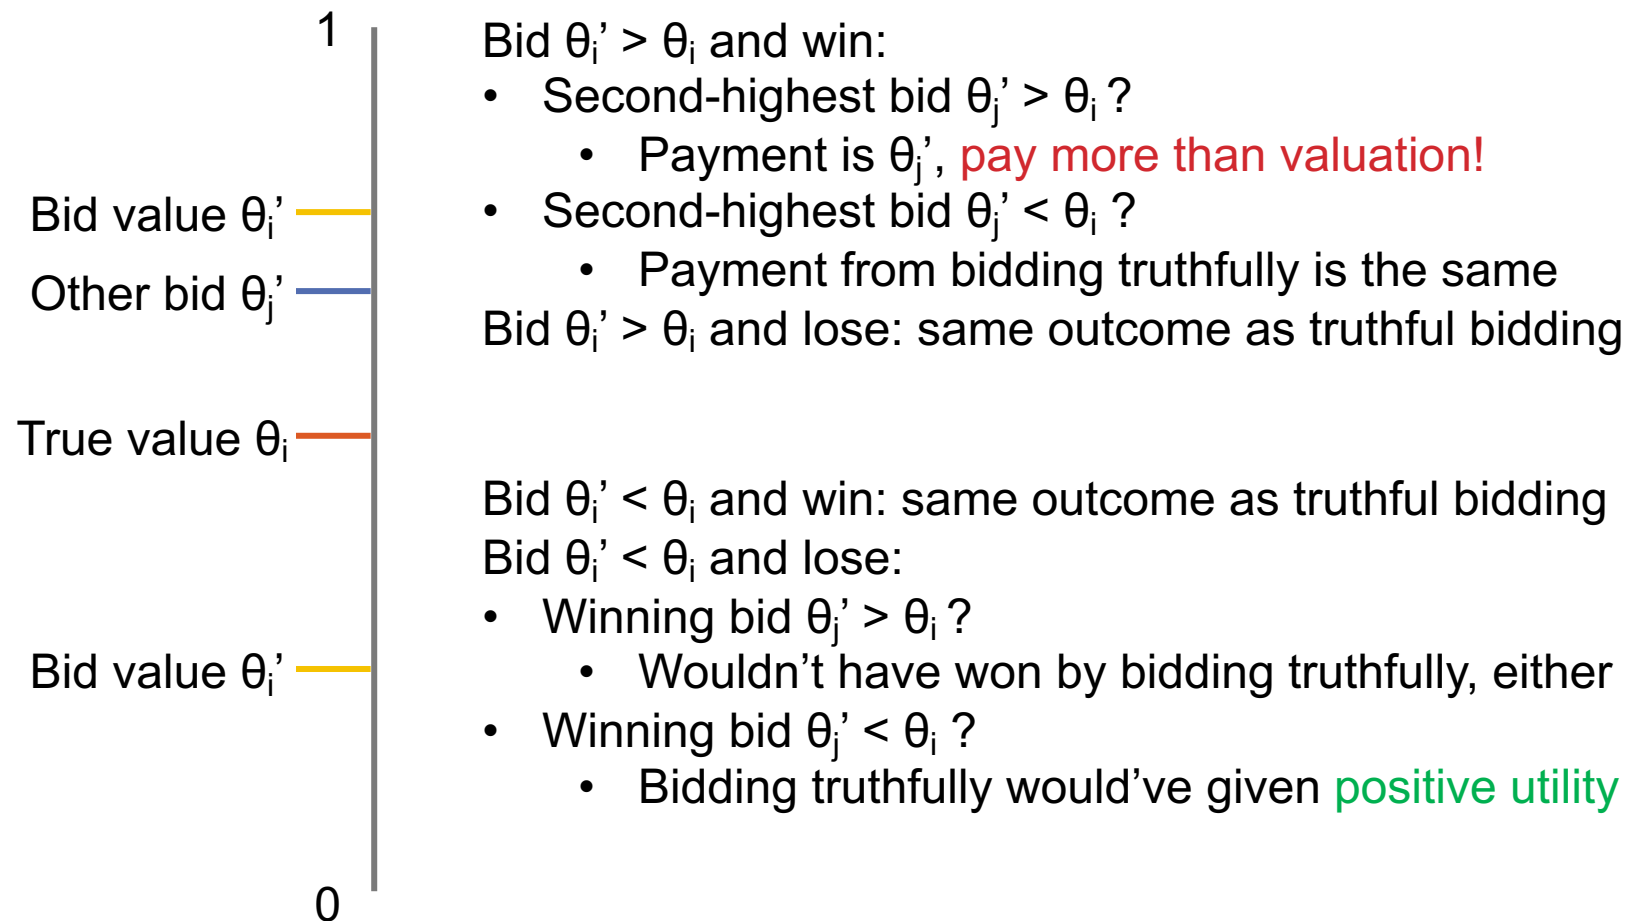 1
Bid value θi’
Other bid θj’
True value θi
Bid value θi’
0
Bid θi’ > θi and win:
• Second-highest bid θj’ > θi ?
• Payment is θj’, pay more than valuation!
• Second-highest bid θj’ < θi ?
• Payment from bidding truthfully is the same
Bid θi’ > θi and lose: same outcome as truthful bidding
Bid θi’ < θi and win: same outcome as truthful bidding
Bid θi’ < θi and lose:
• Winning bid θj’ > θi ?
• Wouldn’t have won by bidding truthfully, either
• Winning bid θj’ < θi ?
• Bidding truthfully would’ve given positive utility